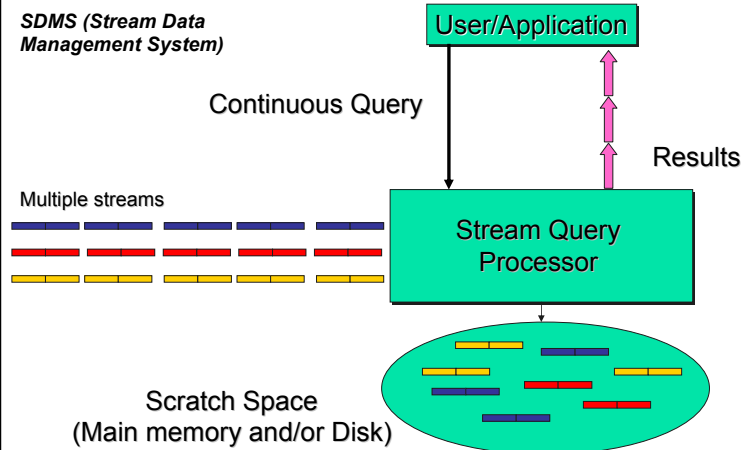 SDMS (Stream Data
Management System)
User/Application
Continuous Query
Results
Multiple streams
Stream Query
Processor
Scratch Space
(Main memory and/or Disk)